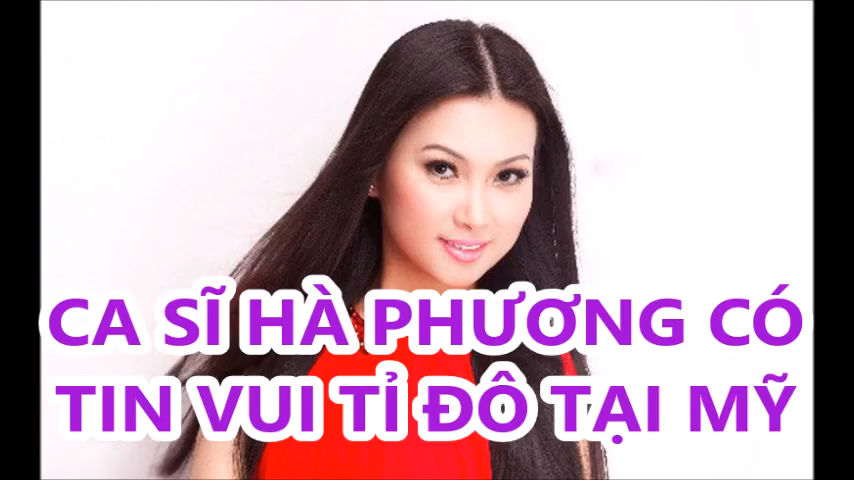 CA SĨ HÀ PHƯƠNG CÓ
TIN VUI TỈ ĐÔ TẠI MỸ